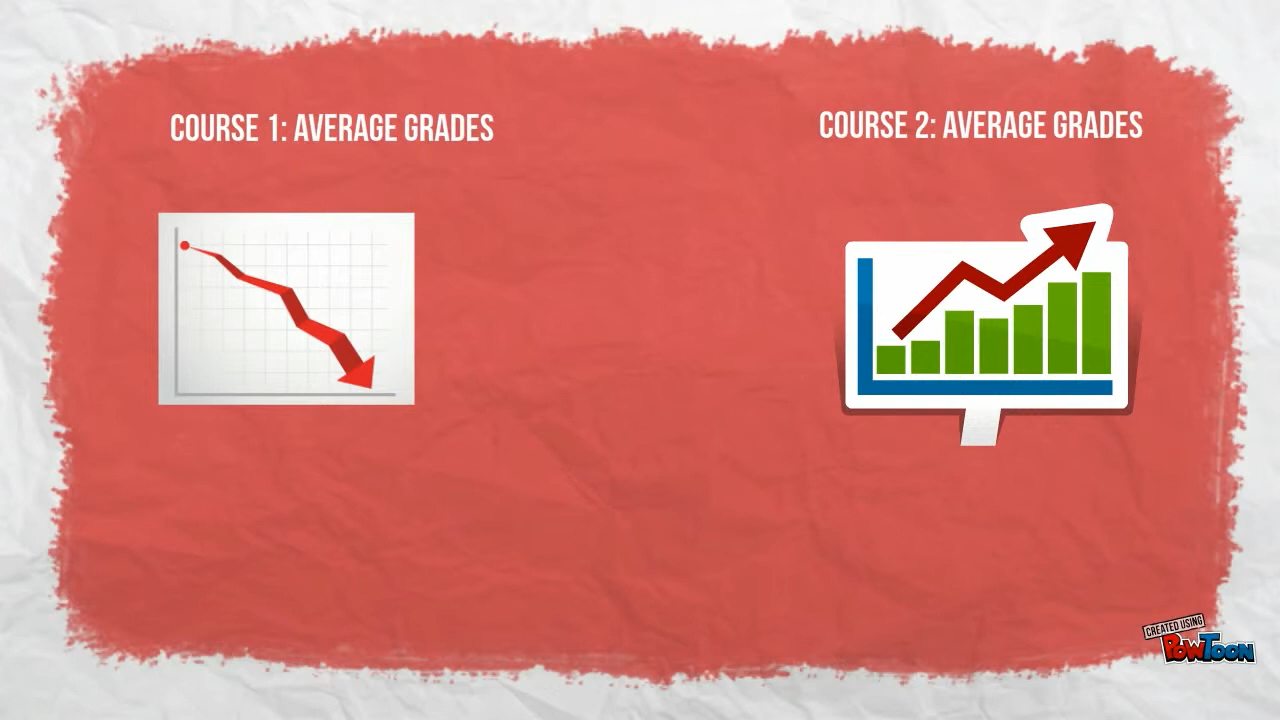 COURSE 1: AVERAGE GRADES
COURSE 2: AVERAGE GRADES
CREATED USING
POWTOON